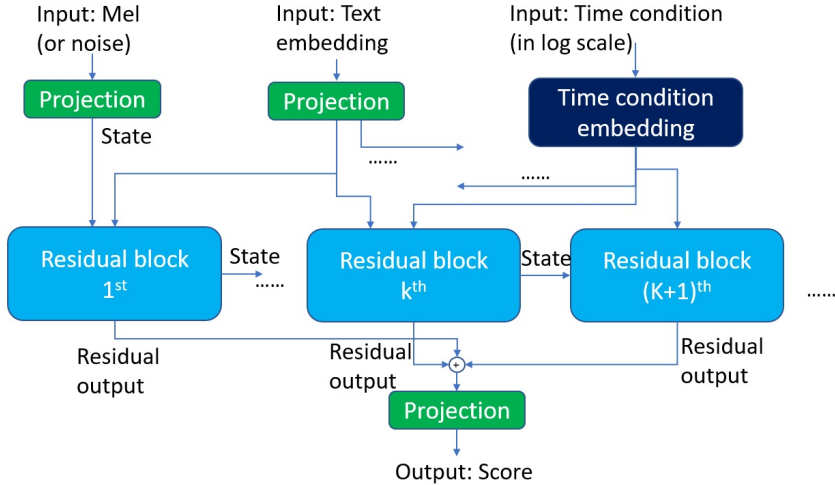 Input: Mel
(or noise)
Input: Text
embedding
Input: Time condition
(in log scale)
Projection
Projection
Time condition
embedding
State
......
......
Residual block
1st
State
......
Residual block
kth
State
Residual block
(K+1)th
......
Residual
output
Residual
output
+
Residual
output
Projection
Output: Score